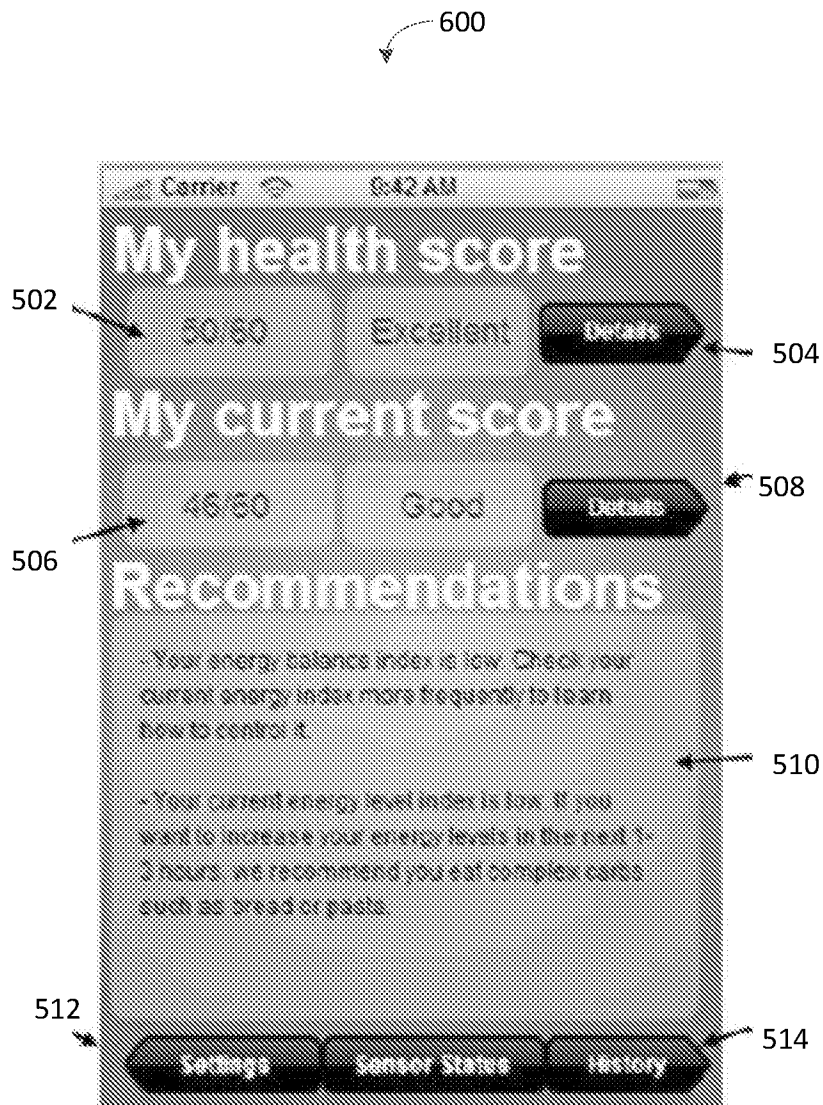 600
Carrier 9:42 AM
My health score
502
50/60 Excellent Details
504
My current score
508
46/60 Good Details
506
Recommendations
- Your energy balance index is low. Check your
current energy index more frequently to learn
how to control it.
510
- Your current energy level index is low. If you
want to increase your energy levels in the next 1-
2 hours, we recommend you eat complex carbs
such as bread or pasta.
512
514
Settings Sensor Status History